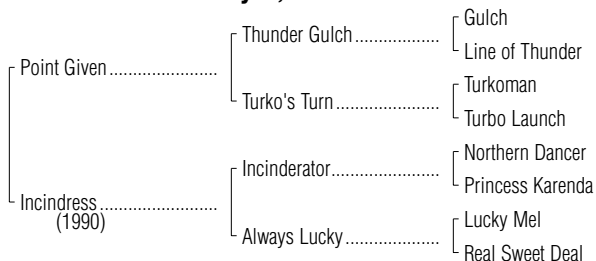 Gulch
Thunder Gulch
Line of Thunder
Point Given
Turkoman
Turko's Turn
Turbo Launch
Northern Dancer
Incinderator
Princess Karenda
Incindress
(1990)
Lucky Mel
Always Lucky
Real Sweet Deal